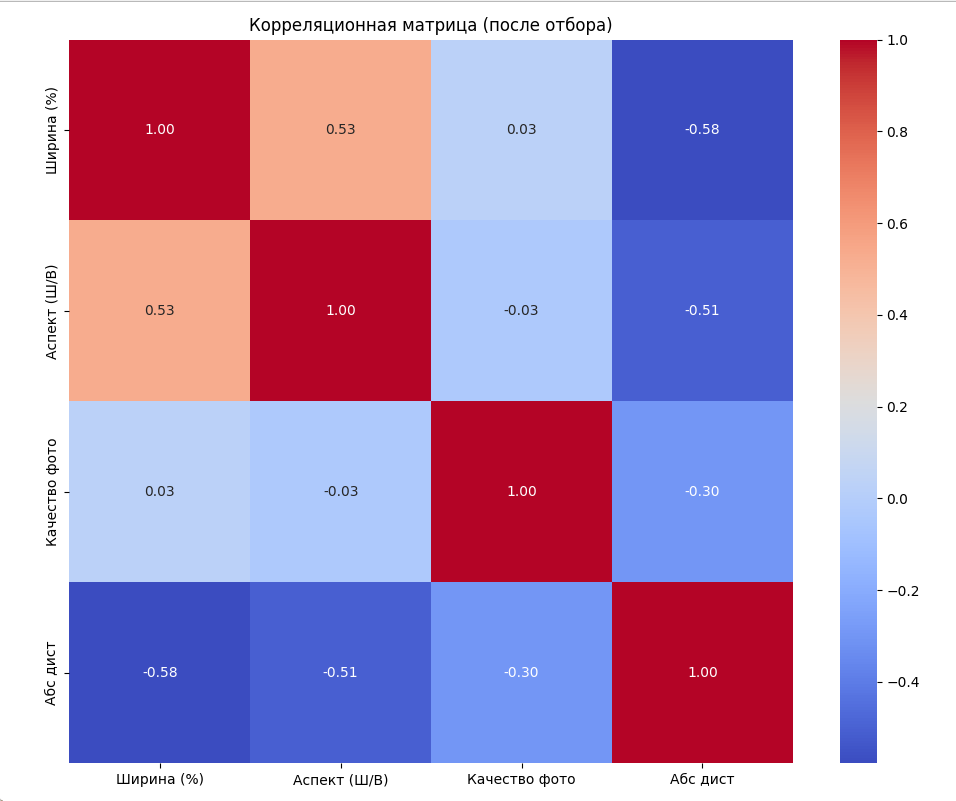 Корреляционная матрица (после отбора)
Ширина (%) 1.00 0.53 0.03 -0.58
Аспект (Ш/В) 0.53 1.00 -0.03 -0.51
Качество фото 0.03 -0.03 1.00 -0.30
Абс дист -0.58 -0.51 -0.30 1.00
Ширина (%) Аспект (Ш/В) Качество фото Абс дист
1.0
0.8
0.6
0.4
0.2
0.0
−0.2
−0.4